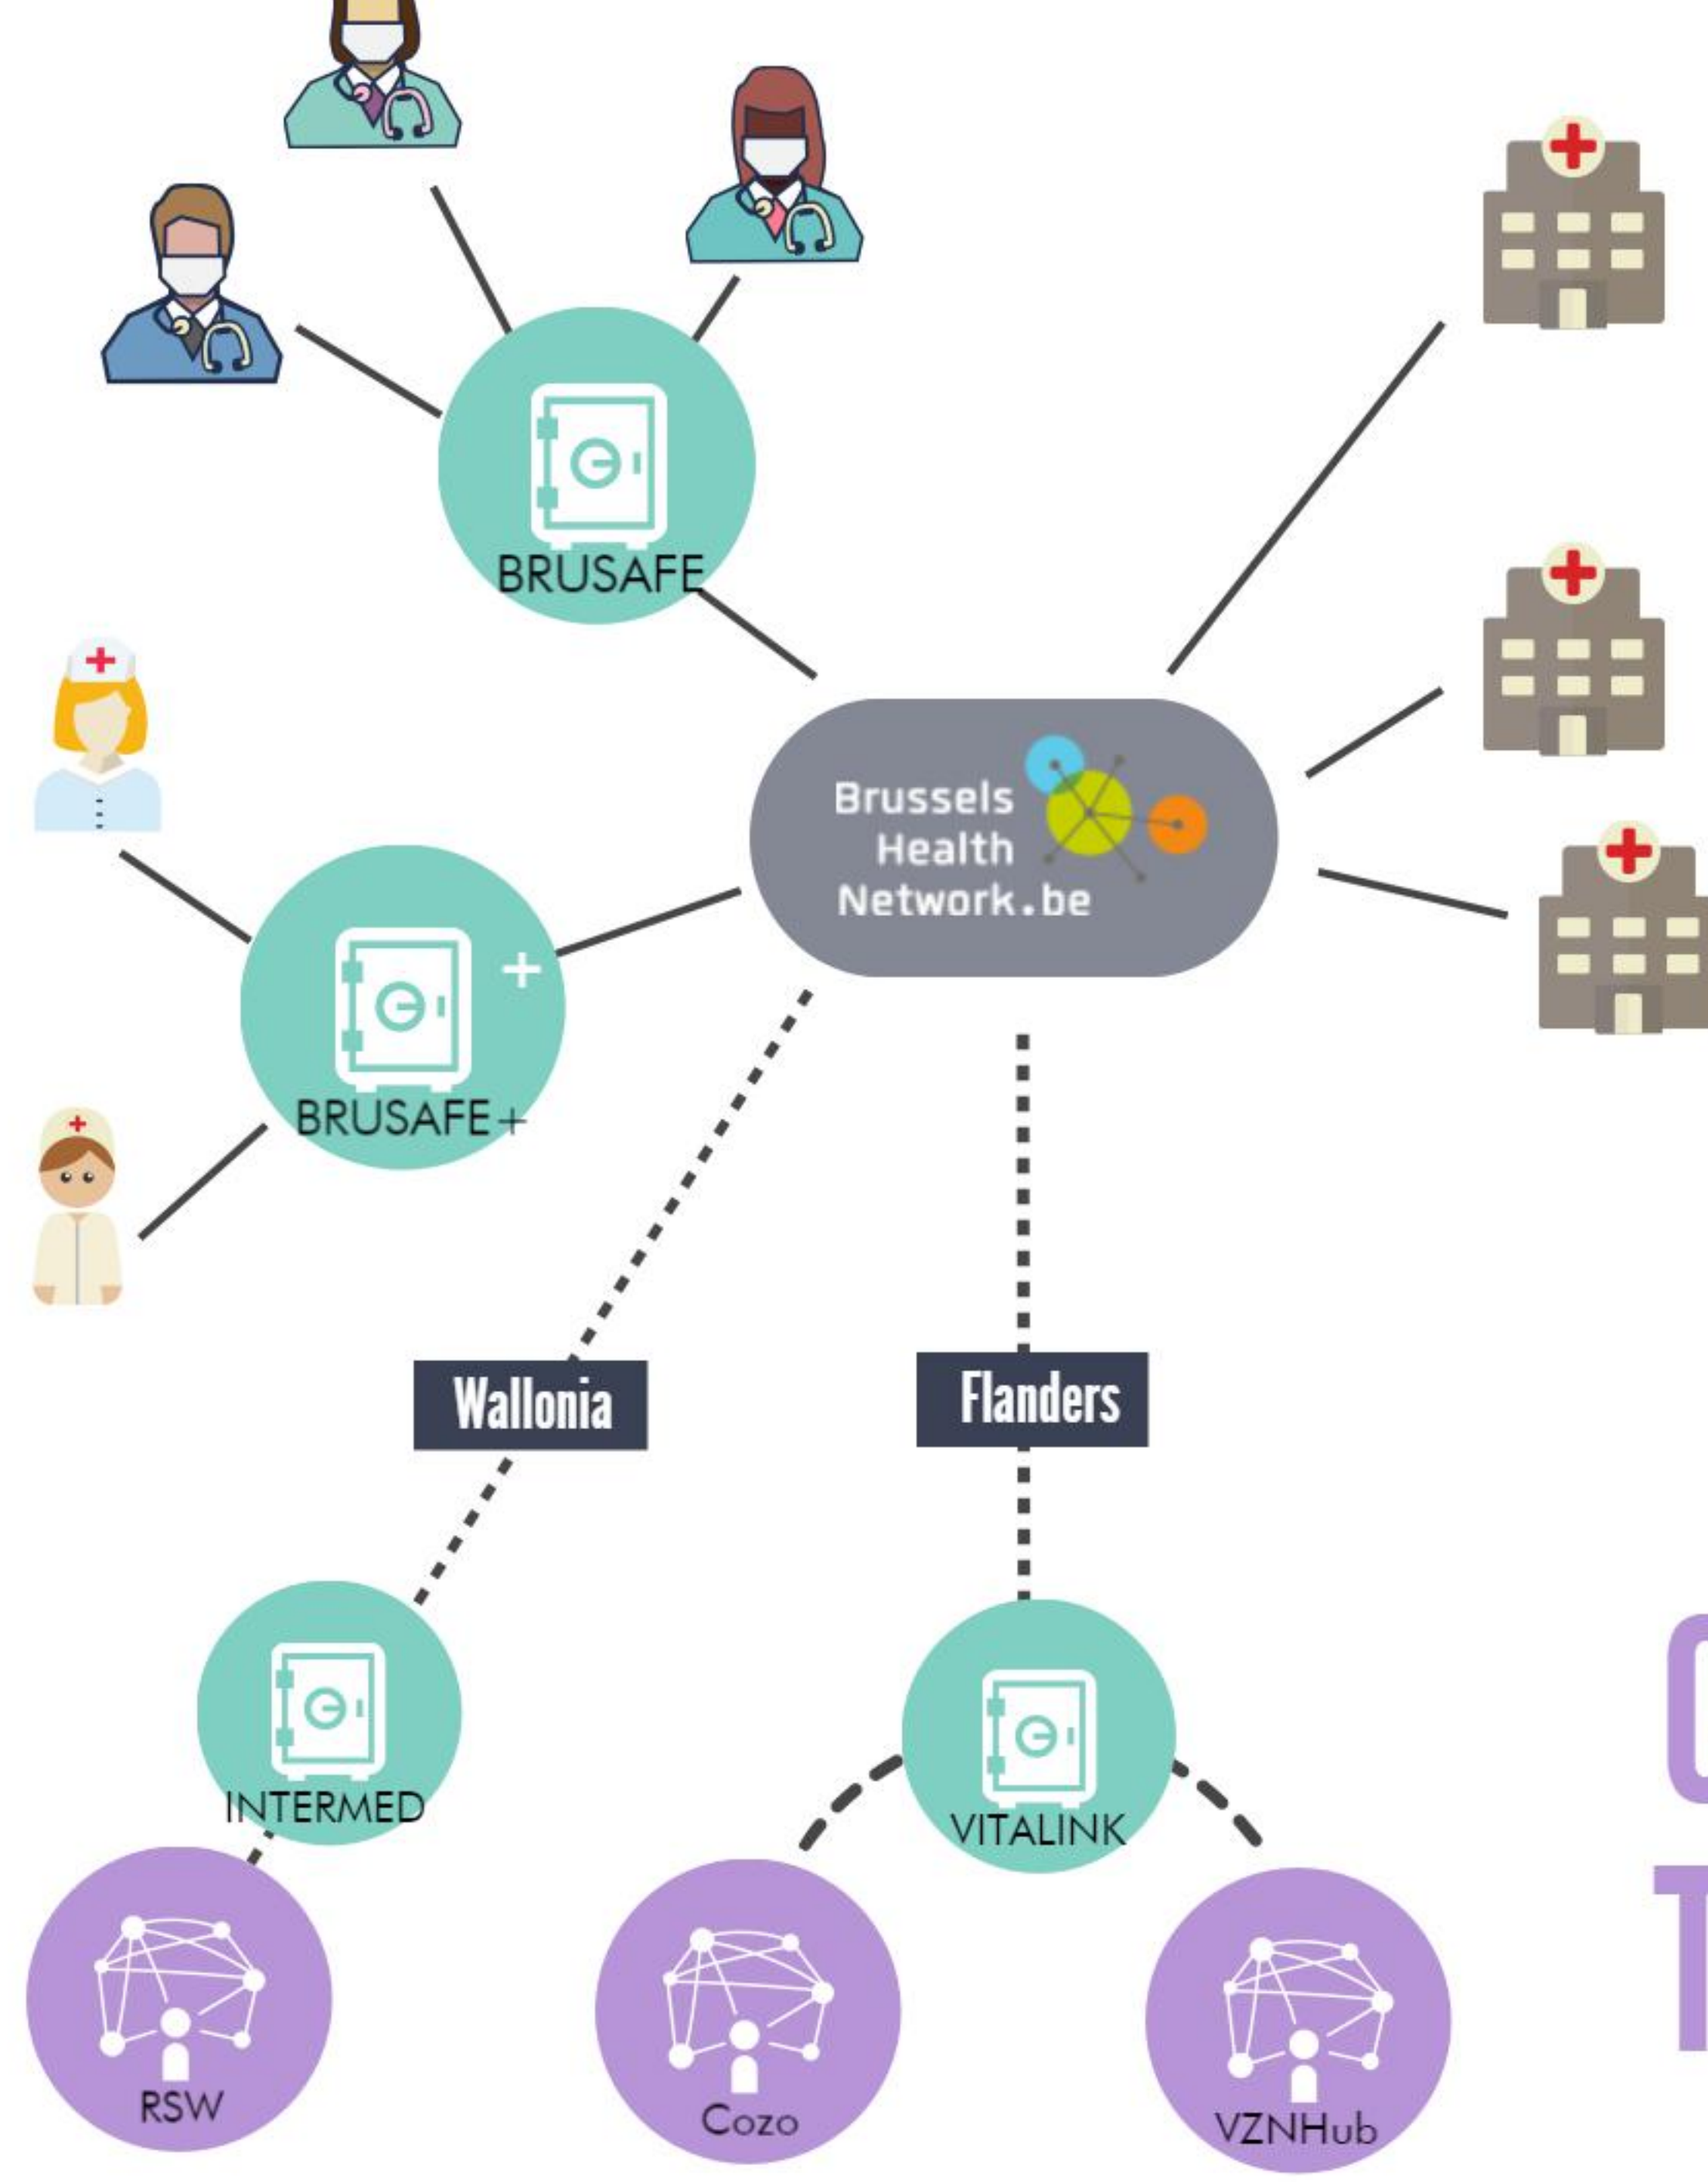 BRUSAFE
Brussels
Health
Network.be
+
BRUSAFE+
Wallonia
Flanders
INTERMED
VITALINK
RSW
Cozo
VZNHub